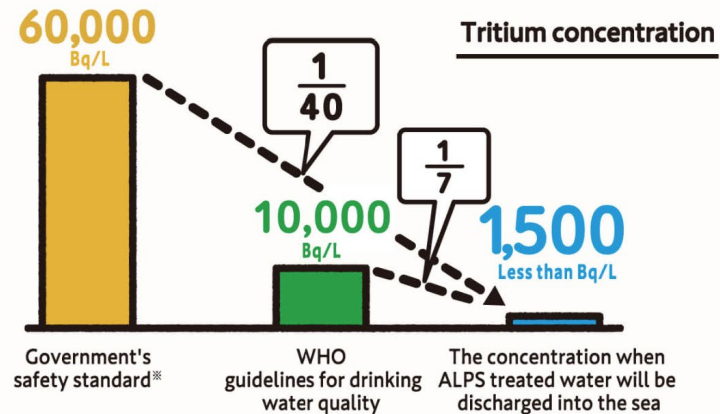 60,000
Bq/L
Tritium concentration
1
40
1
7
10,000
Bq/L
1,500
Less than Bq/L
Government's
safety standard※
WHO
guidelines for drinking
water quality
The concentration when
ALPS treated water will be
discharged into the sea